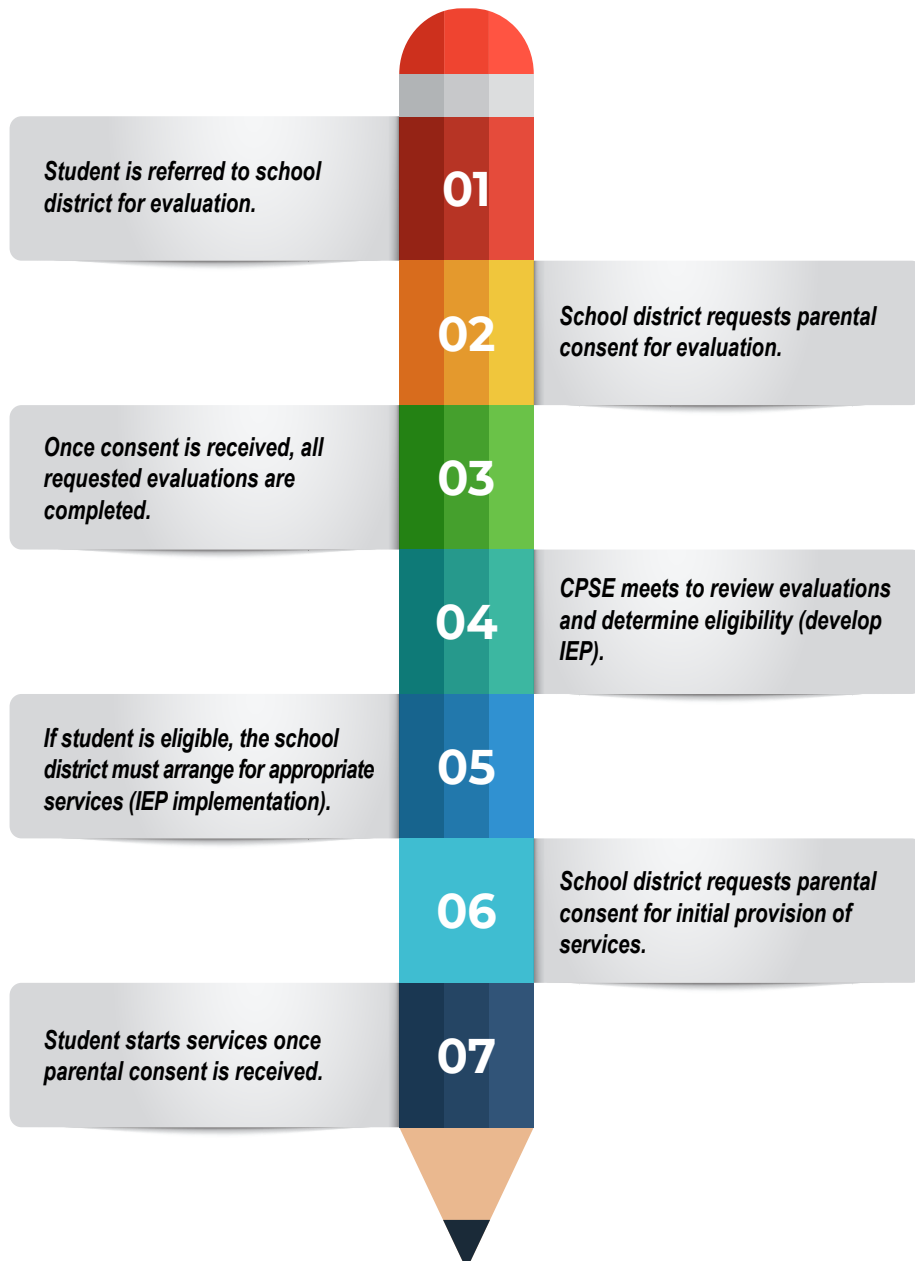 Student is referred to school
district for evaluation.
01
02
School district requests parental
consent for evaluation.
Once consent is received, all
requested evaluations are
completed.
03
04
CPSE meets to review evaluations
and determine eligibility (develop
IEP).
If student is eligible, the school
district must arrange for appropriate
services (IEP implementation).
05
06
School district requests parental
consent for initial provision of
services.
Student starts services once
parental consent is received.
07